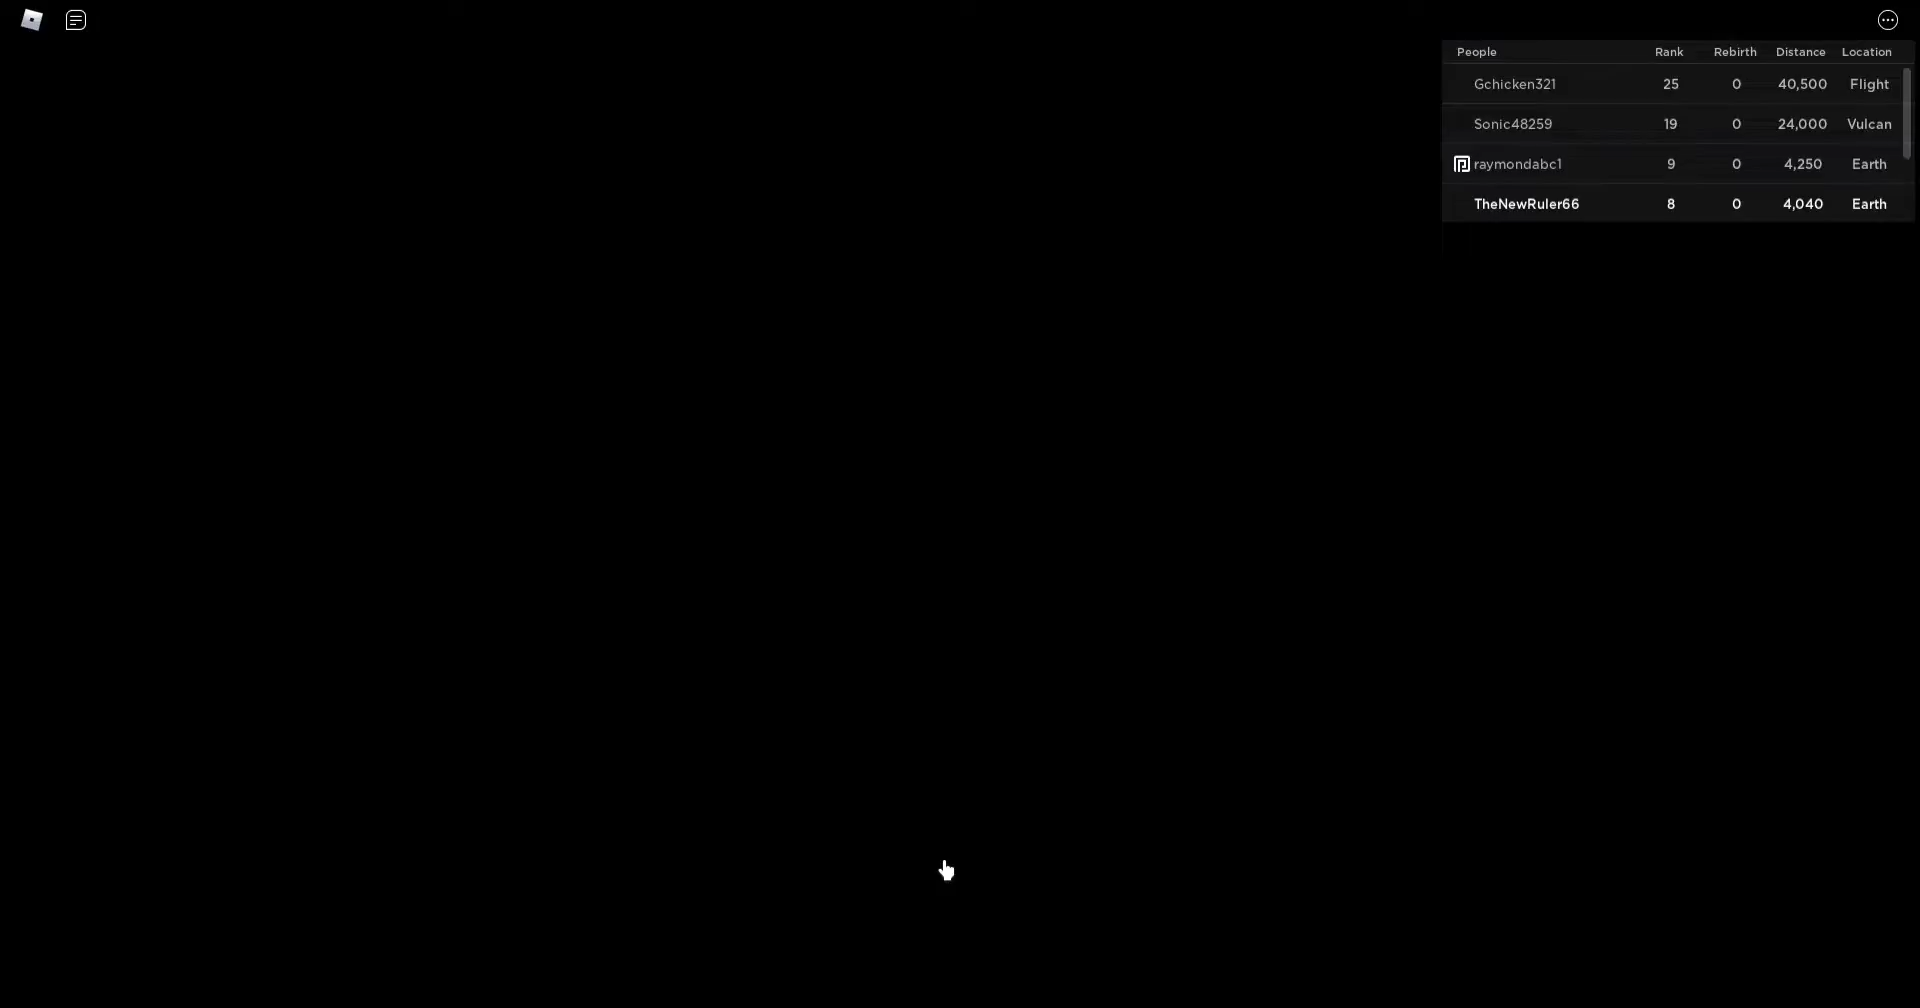 People Rank Rebirth Distance Location
Gchicken321 25 0 40,500 Flight
Sonic48259 19 0 24,000 Vulcan
raymondabc1 9 0 4,250 Earth
TheNewRuler66 8 0 4,040 Earth